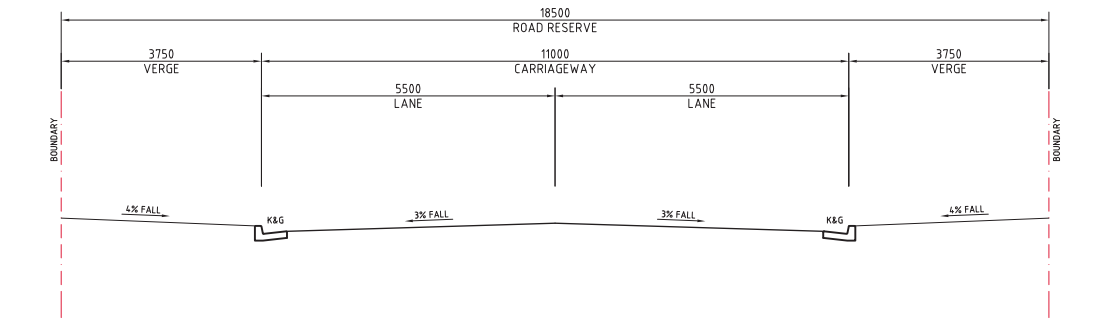 18500
ROAD RESERVE
3750
VERGE
11000
CARRIAGEWAY
3750
VERGE
5500
LANE
5500
LANE
BOUNDARY
BOUNDARY
4% FALL
K&G
3% FALL
3% FALL
K&G
4% FALL